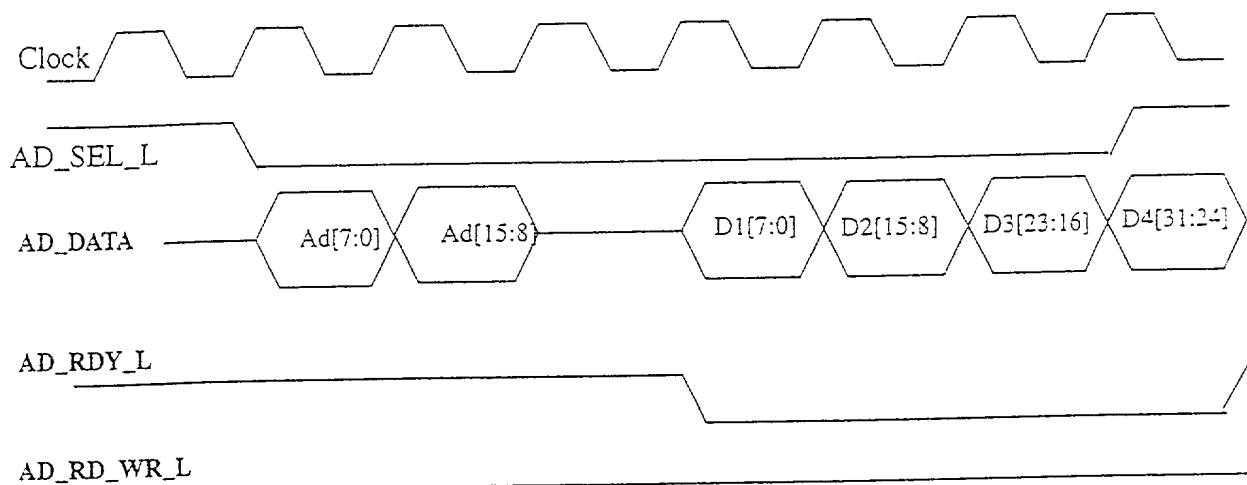 Clock
AD_SEL_L
AD_DATA
Ad[7:0]
Ad[15:8]
D1[7:0]
D2[15:8]
D3[23:16]
D4[31:24]
AD_RDY_L
AD_RD_WR_L